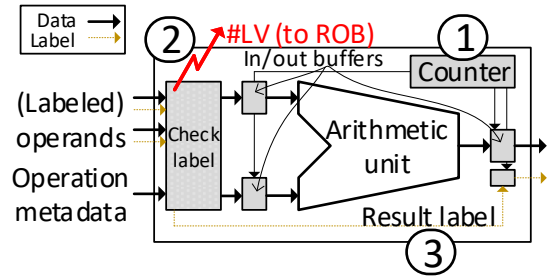 Data
Label
2
#LV (to ROB)
1
In/out buffers
Counter
(Labeled)
operands
Check
label
Arithmetic
unit
Operation
metadata
Result label
3